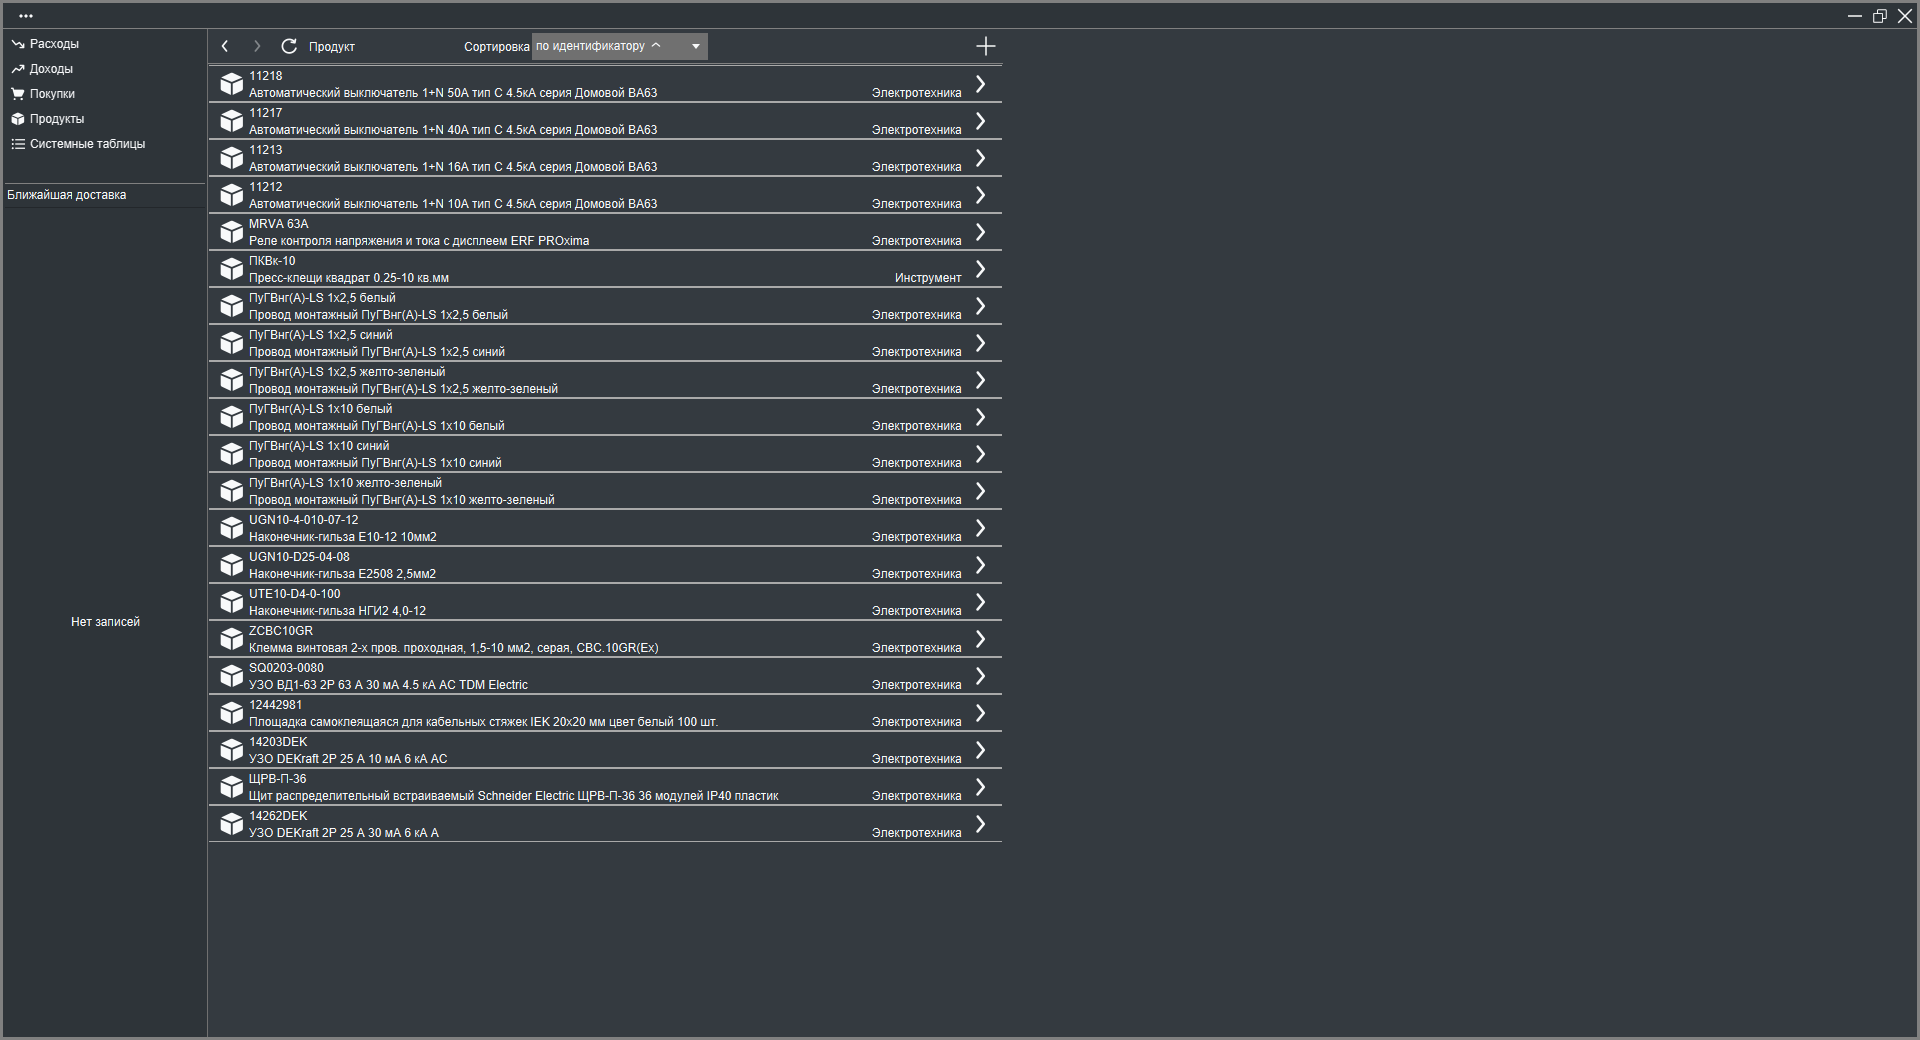 Расходы
Доходы
Покупки
Продукты
Системные таблицы
Ближайшая доставка
Нет записей
Продукт
Сортировка
по идентификатору
11218
Автоматический выключатель 1+N 50А тип C 4.5кА серия Домовой ВА63
Электротехника
11217
Автоматический выключатель 1+N 40А тип C 4.5кА серия Домовой ВА63
Электротехника
11213
Автоматический выключатель 1+N 16А тип C 4.5кА серия Домовой ВА63
Электротехника
11212
Автоматический выключатель 1+N 10А тип C 4.5кА серия Домовой ВА63
Электротехника
MRVA 63A
Реле контроля напряжения и тока с дисплеем ERF PROxima
Электротехника
ПКВк-10
Пресс-клещи квадрат 0.25-10 кв.мм
Инструмент
ПуГВнг(А)-LS 1х2,5 белый
Провод монтажный ПуГВнг(А)-LS 1х2,5 белый
Электротехника
ПуГВнг(А)-LS 1х2,5 синий
Провод монтажный ПуГВнг(А)-LS 1х2,5 синий
Электротехника
ПуГВнг(А)-LS 1х2,5 желто-зеленый
Провод монтажный ПуГВнг(А)-LS 1х2,5 желто-зеленый
Электротехника
ПуГВнг(А)-LS 1х10 белый
Провод монтажный ПуГВнг(А)-LS 1х10 белый
Электротехника
ПуГВнг(А)-LS 1х10 синий
Провод монтажный ПуГВнг(А)-LS 1х10 синий
Электротехника
ПуГВнг(А)-LS 1х10 желто-зеленый
Провод монтажный ПуГВнг(А)-LS 1х10 желто-зеленый
Электротехника
UGN10-4-010-07-12
Наконечник-гильза Е10-12 10мм2
Электротехника
UGN10-D25-04-08
Наконечник-гильза Е2508 2,5мм2
Электротехника
UTE10-D4-0-100
Наконечник-гильза НГИ2 4,0-12
Электротехника
ZCBC10GR
Клемма винтовая 2-х пров. проходная, 1,5-10 мм2, серая, CBC.10GR(Ex)
Электротехника
SQ0203-0080
УЗО ВД1-63 2P 63 А 30 мА 4.5 кА AC TDM Electric
Электротехника
12442981
Площадка самоклеящаяся для кабельных стяжек IEK 20x20 мм цвет белый 100 шт.
Электротехника
14203DEK
УЗО DEKraft 2P 25 А 10 мА 6 кА AC
Электротехника
ЩРВ-П-36
Щит распределительный встраиваемый Schneider Electric ЩРВ-П-36 36 модулей IP40 пластик
Электротехника
14262DEK
УЗО DEKraft 2P 25 А 30 мА 6 кА A
Электротехника